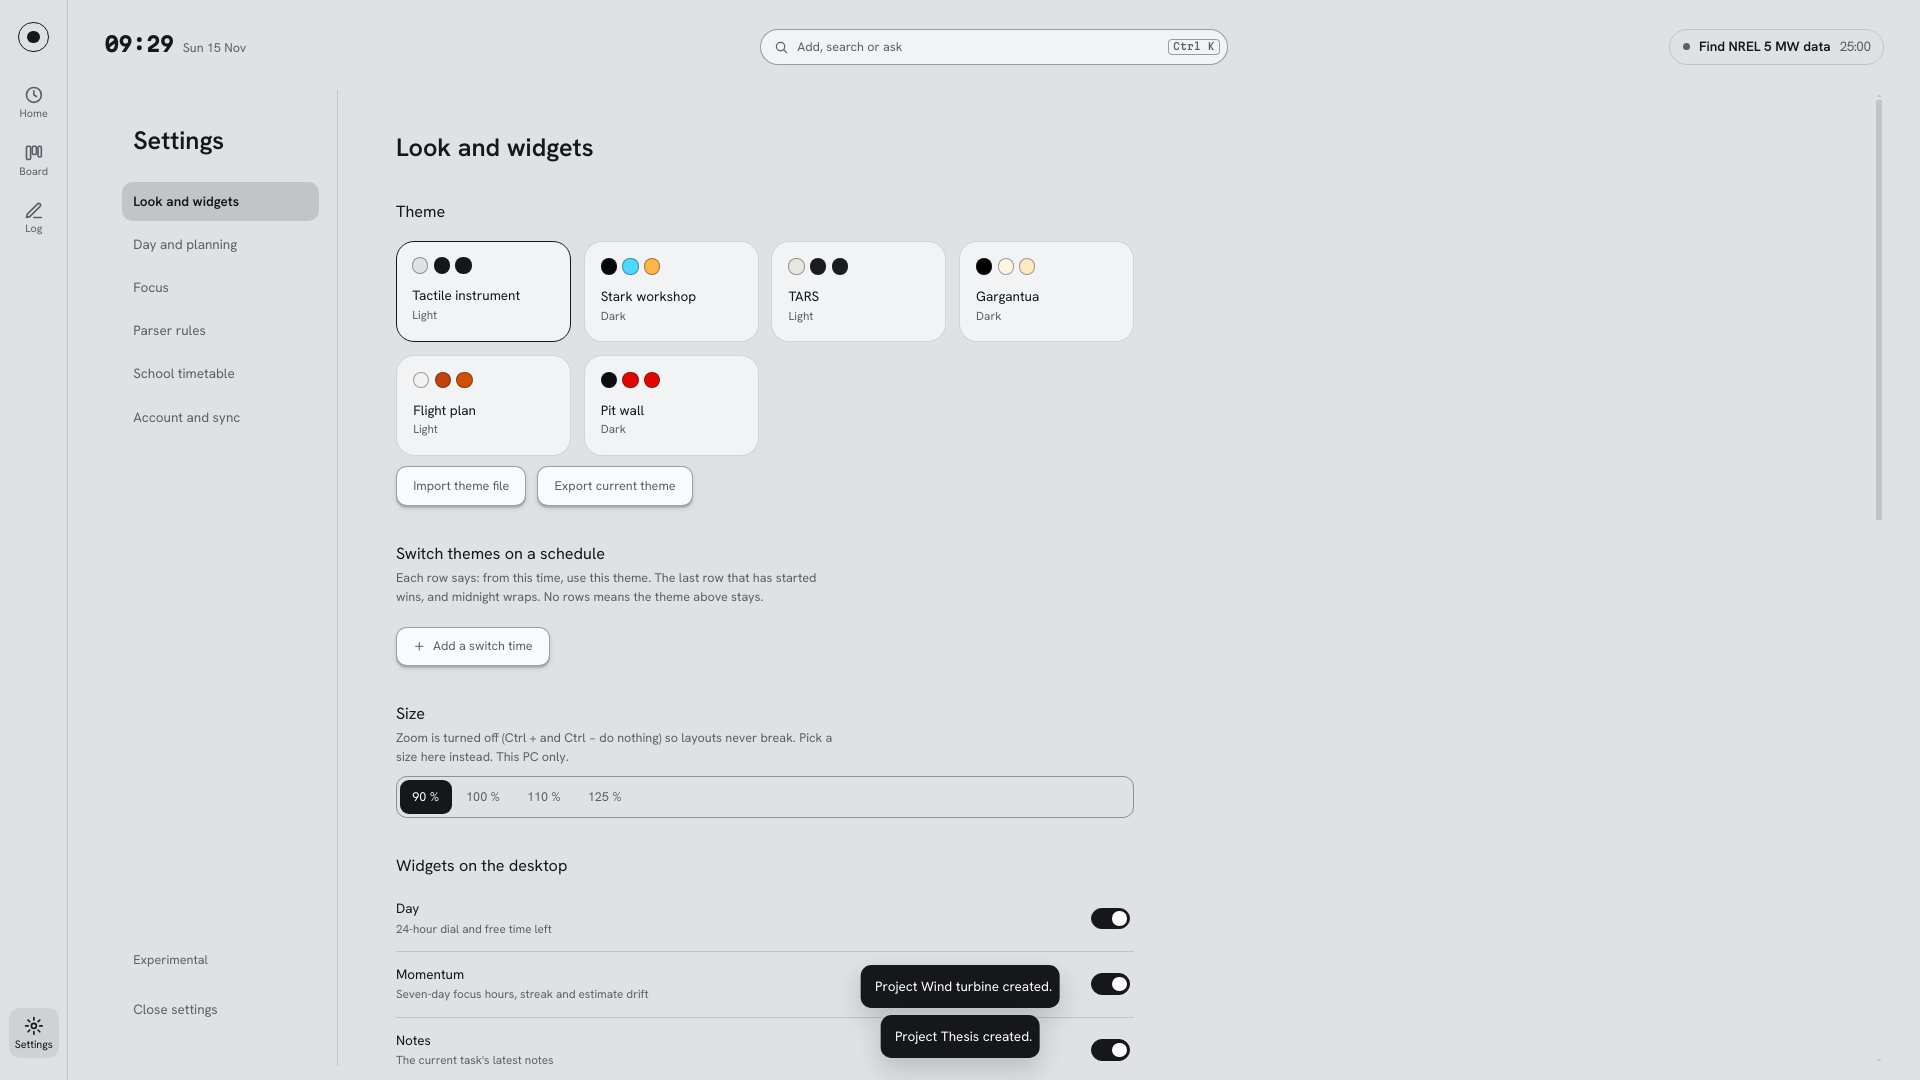 09:29 Sun 15 Nov
Add, search or ask
Ctrl K
Find NREL 5 MW data 25:00
Home
Board
Log
Settings
Settings
Look and widgets
Day and planning
Focus
Parser rules
School timetable
Account and sync
Experimental
Close settings
Look and widgets
Theme
Tactile instrument
Light
Stark workshop
Dark
TARS
Light
Gargantua
Dark
Flight plan
Light
Pit wall
Dark
Import theme file
Export current theme
Switch themes on a schedule
Each row says: from this time, use this theme. The last row that has started
wins, and midnight wraps. No rows means the theme above stays.
+ Add a switch time
Size
Zoom is turned off (Ctrl + and Ctrl − do nothing) so layouts never break. Pick a
size here instead. This PC only.
90 % 100 % 110 % 125 %
Widgets on the desktop
Day
24-hour dial and free time left
Momentum
Seven-day focus hours, streak and estimate drift
Notes
The current task's latest notes
Project Wind turbine created.
Project Thesis created.